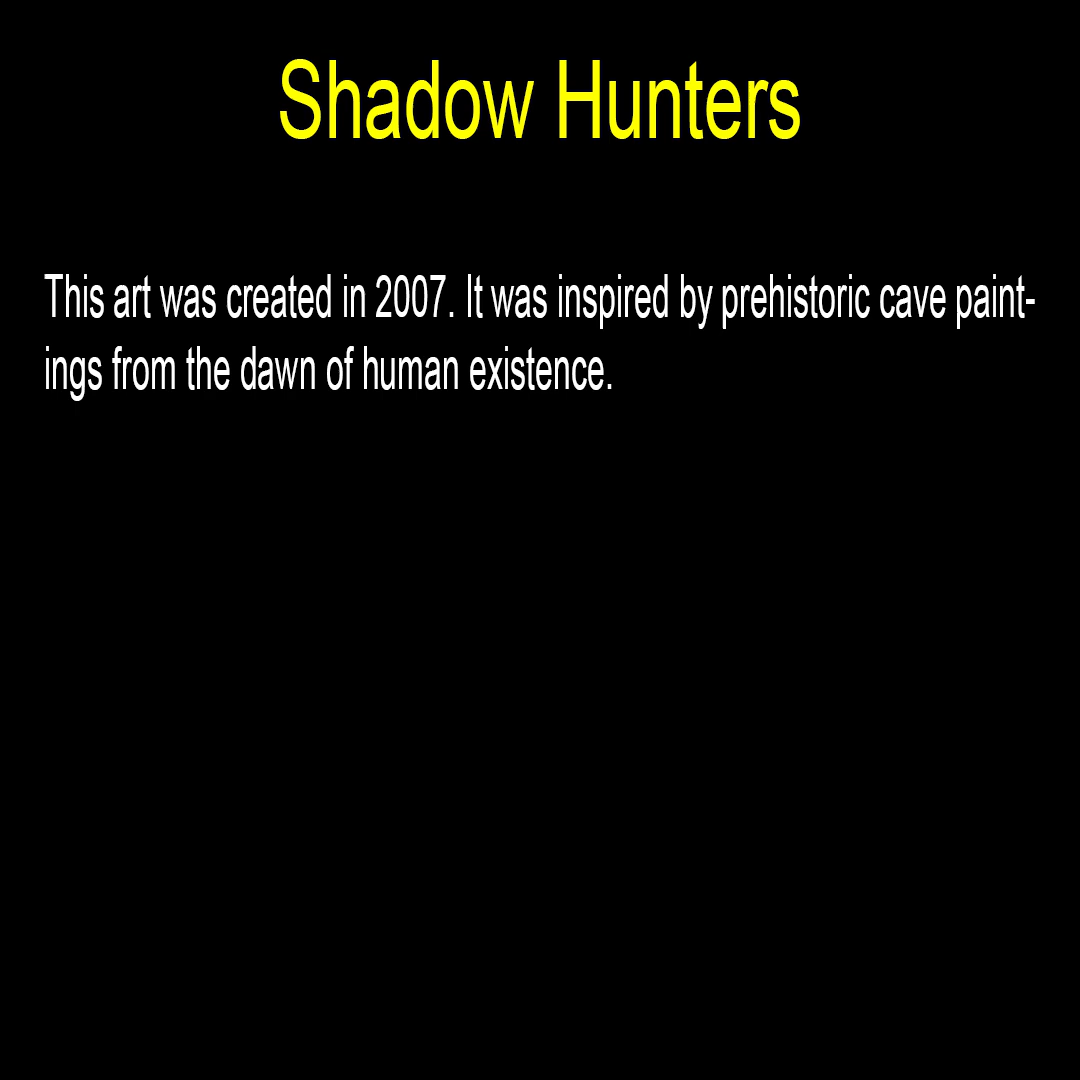 Shadow Hunters
This art was created in 2007. It was inspired by prehistoric cave paint-
ings from the dawn of human existence.